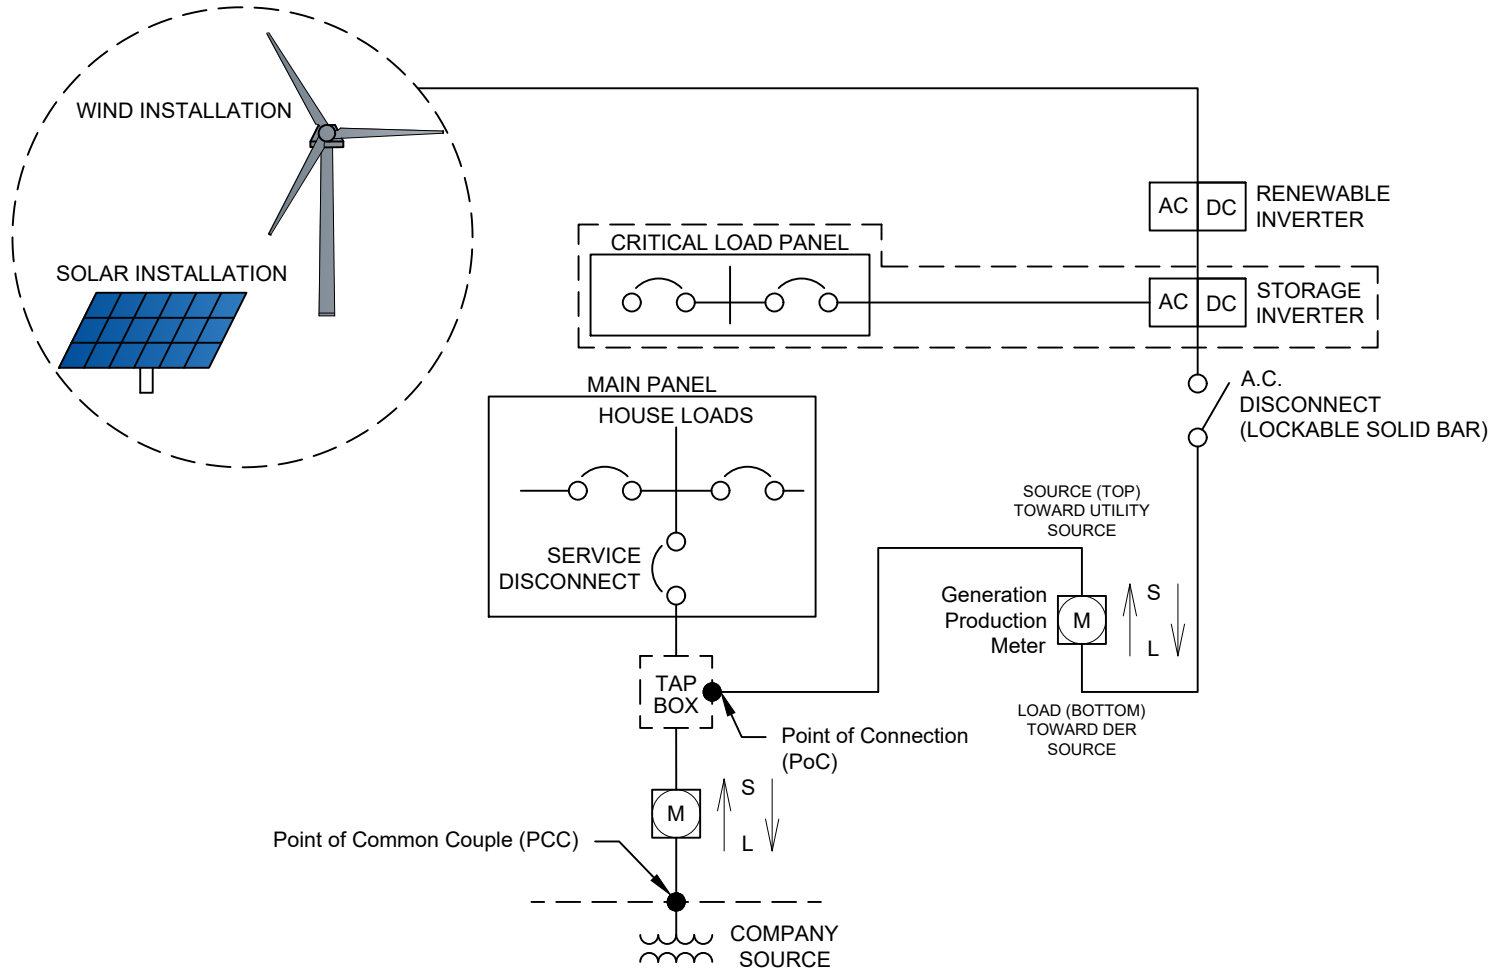 WIND INSTALLATION
SOLAR INSTALLATION
AC DC
RENEWABLE
INVERTER
CRITICAL LOAD PANEL
AC DC
STORAGE
INVERTER
A.C.
DISCONNECT
(LOCKABLE SOLID BAR)
MAIN PANEL
HOUSE LOADS
SERVICE
DISCONNECT
SOURCE (TOP)
TOWARD UTILITY
SOURCE
Generation
Production
Meter
M
S
L
LOAD (BOTTOM)
TOWARD DER
SOURCE
TAP
BOX
Point of Connection
(PoC)
M
S
L
Point of Common Couple (PCC)
COMPANY
SOURCE